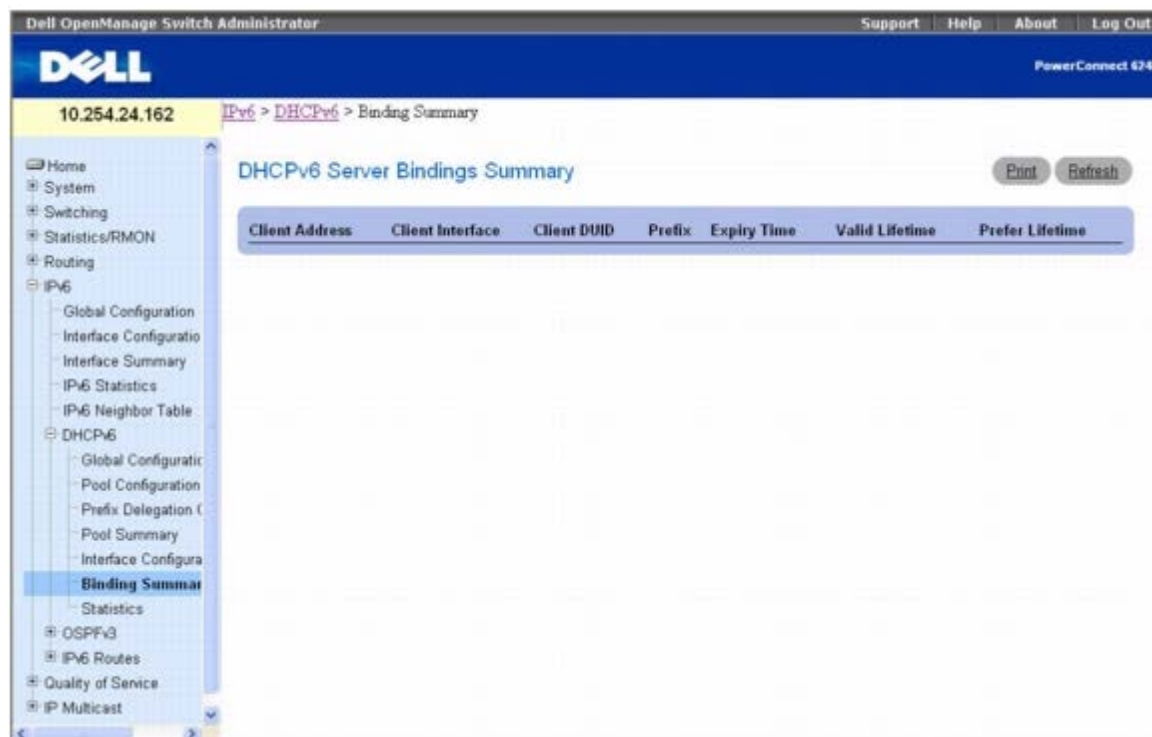 Dell OpenManage Switch Administrator Support Help About Log Out
DELL
PowerConnect 624
10.254.24.162
IPv6 > DHCPv6 > Binding Summary
Home
System
Switching
Statistics/RMON
Routing
IPv6
Global Configuration
Interface Configuratio
Interface Summary
IPv6 Statistics
IPv6 Neighbor Table
DHCPv6
Global Configuratic
Pool Configuration
Prefix Delegation (
Pool Summary
Interface Configura
Binding Summar
Statistics
OSPFv3
IPv6 Routes
Quality of Service
IP Multicast
DHCPv6 Server Bindings Summary
Print Refresh
Client Address Client Interface Client DUID Prefix Expiry Time Valid Lifetime Prefer Lifetime